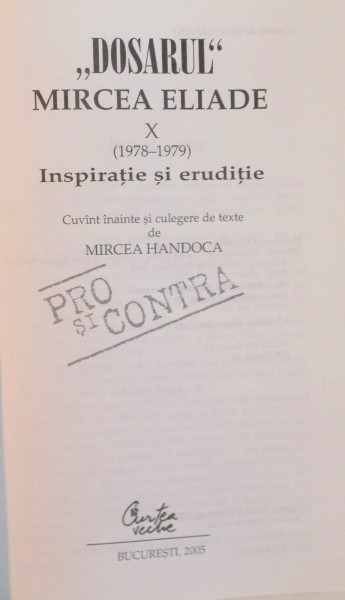 „DOSARUL“
MIRCEA ELIADE
X
(1978–1979)
Inspirație și erudiție
Cuvînt înainte și culegere de texte
de
MIRCEA HANDOCA
PRO
ȘI CONTRA
Curtea
veche
BUCUREȘTI, 2005